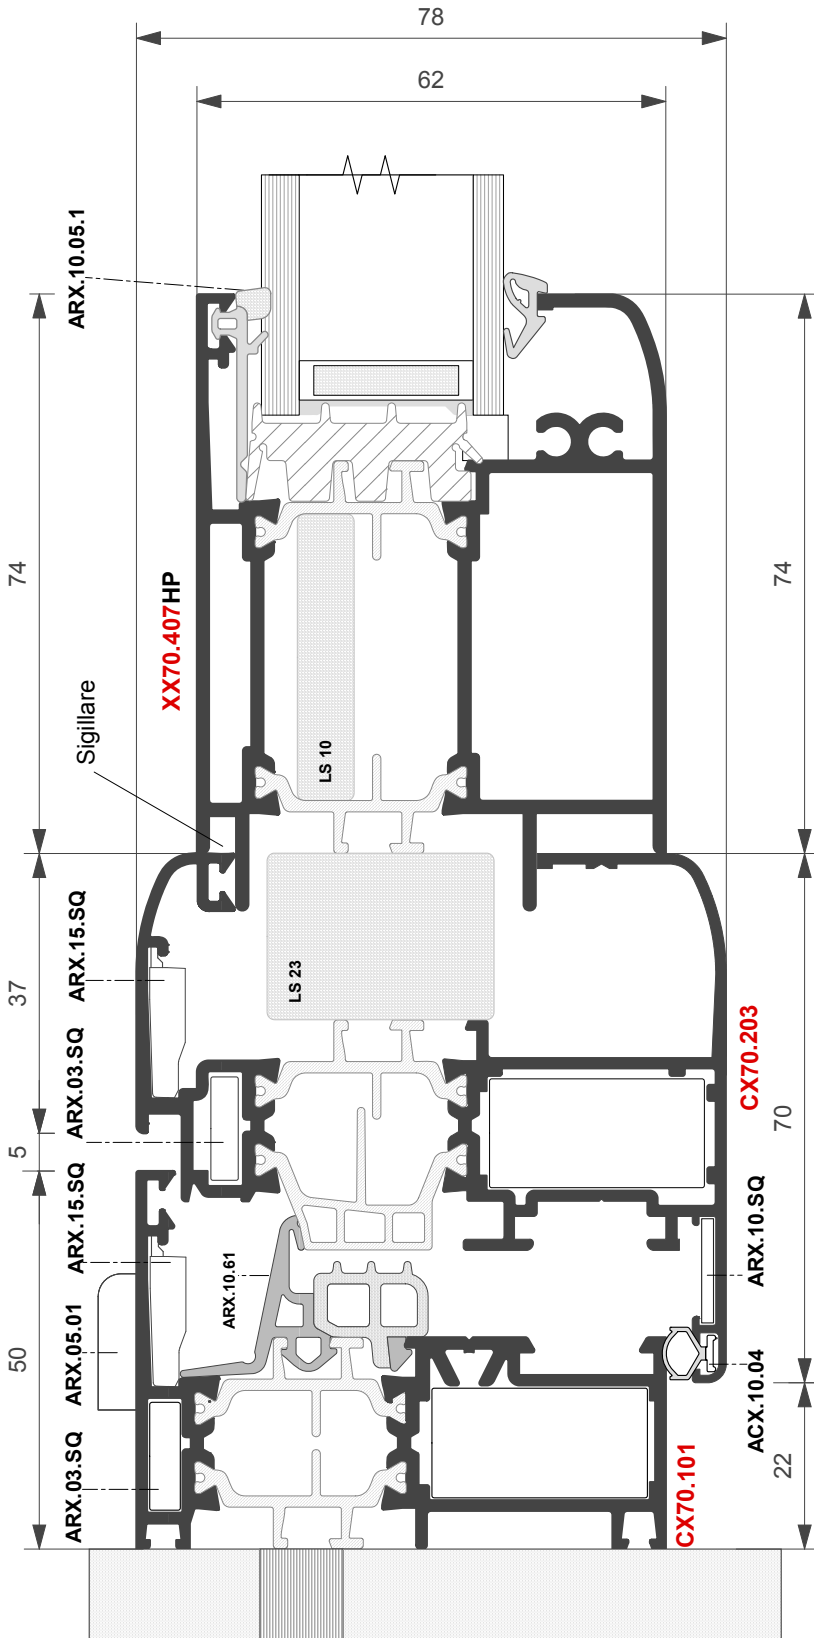 78
62
ARX.10.05.1
74
74
XX70.407HP
Sigillare
LS 10
ARX.15.SQ
LS 23
37
ARX.03.SQ
CX70.203
70
5
ARX.15.SQ
ARX.10.SQ
ARX.10.61
ARX.05.01
50
ACX.10.04
ARX.03.SQ
CX70.101
22